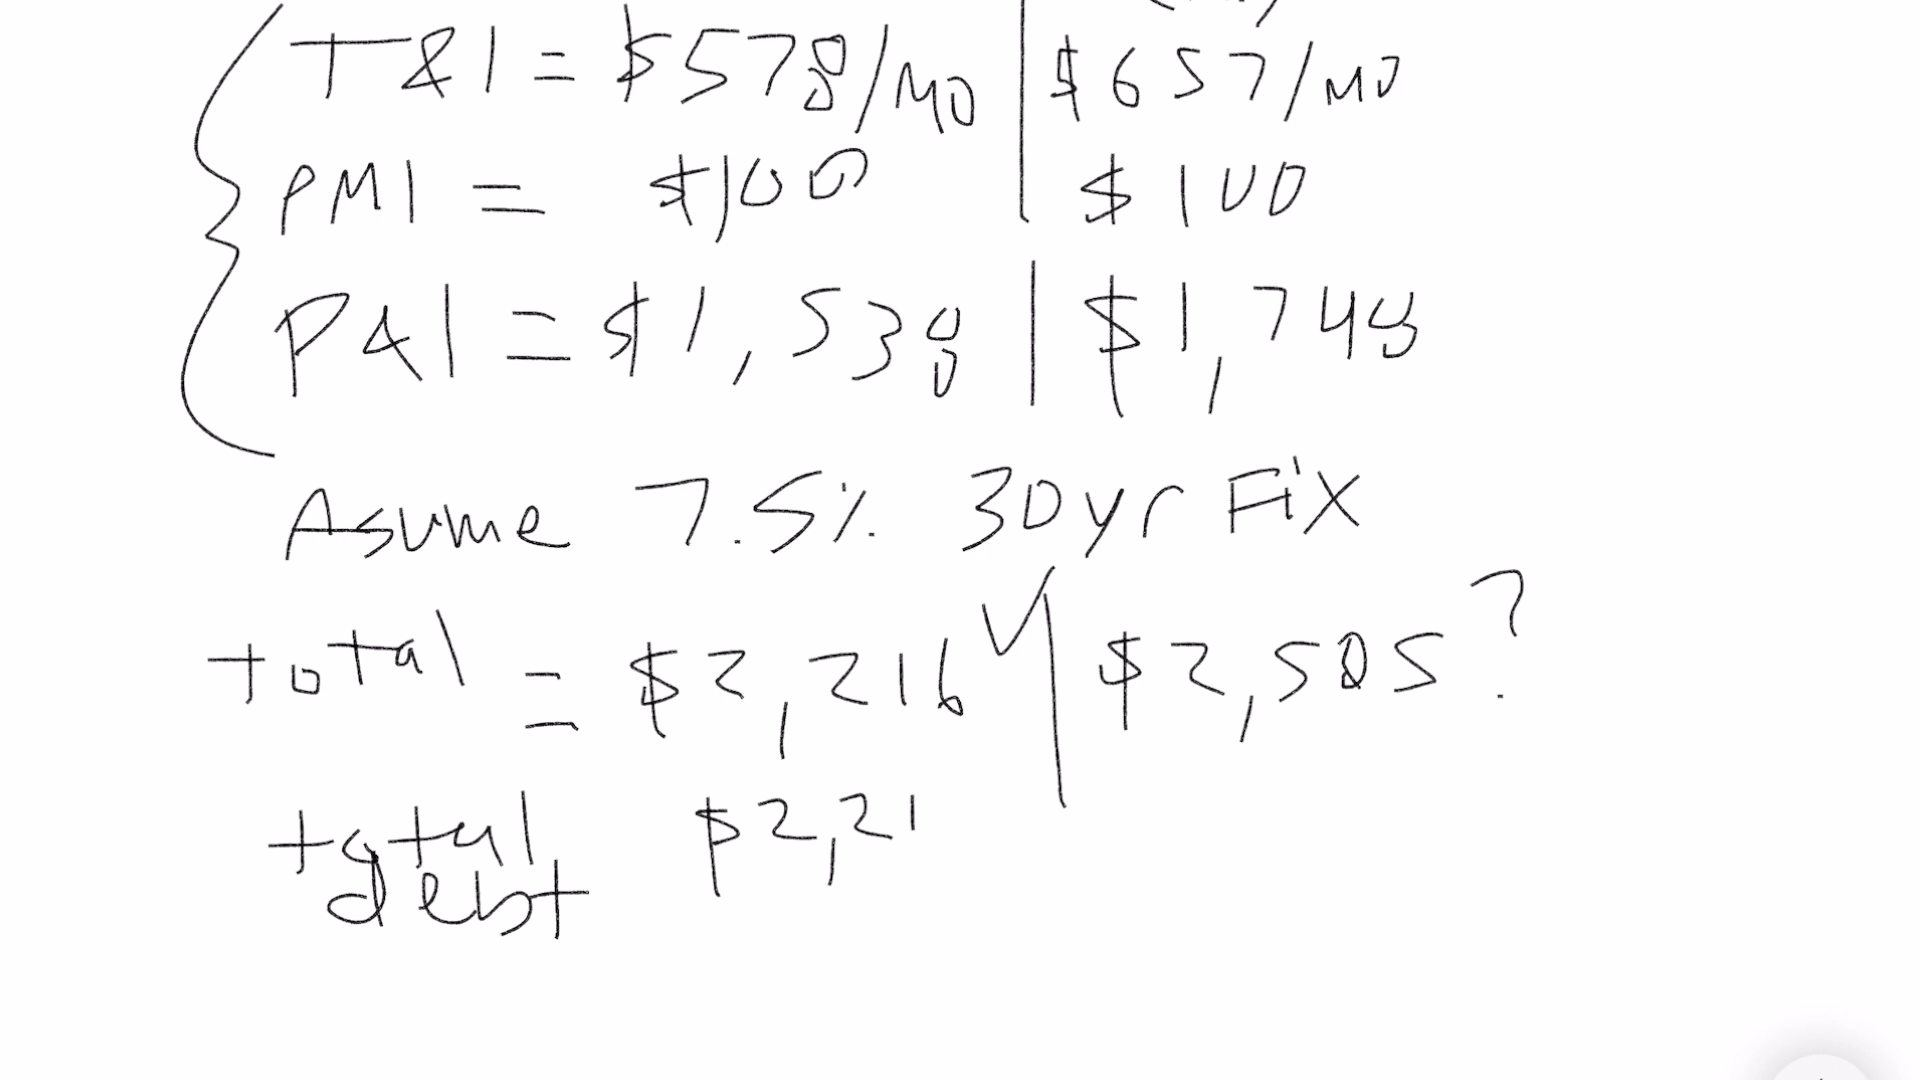 T&I = $578/MO | $657/MO
PMI = $100 | $100
P&I = $1,538 | $1,748
Assume 7.5% 30yr Fix
total = $2,216 | $2,505?
total debt $2,21